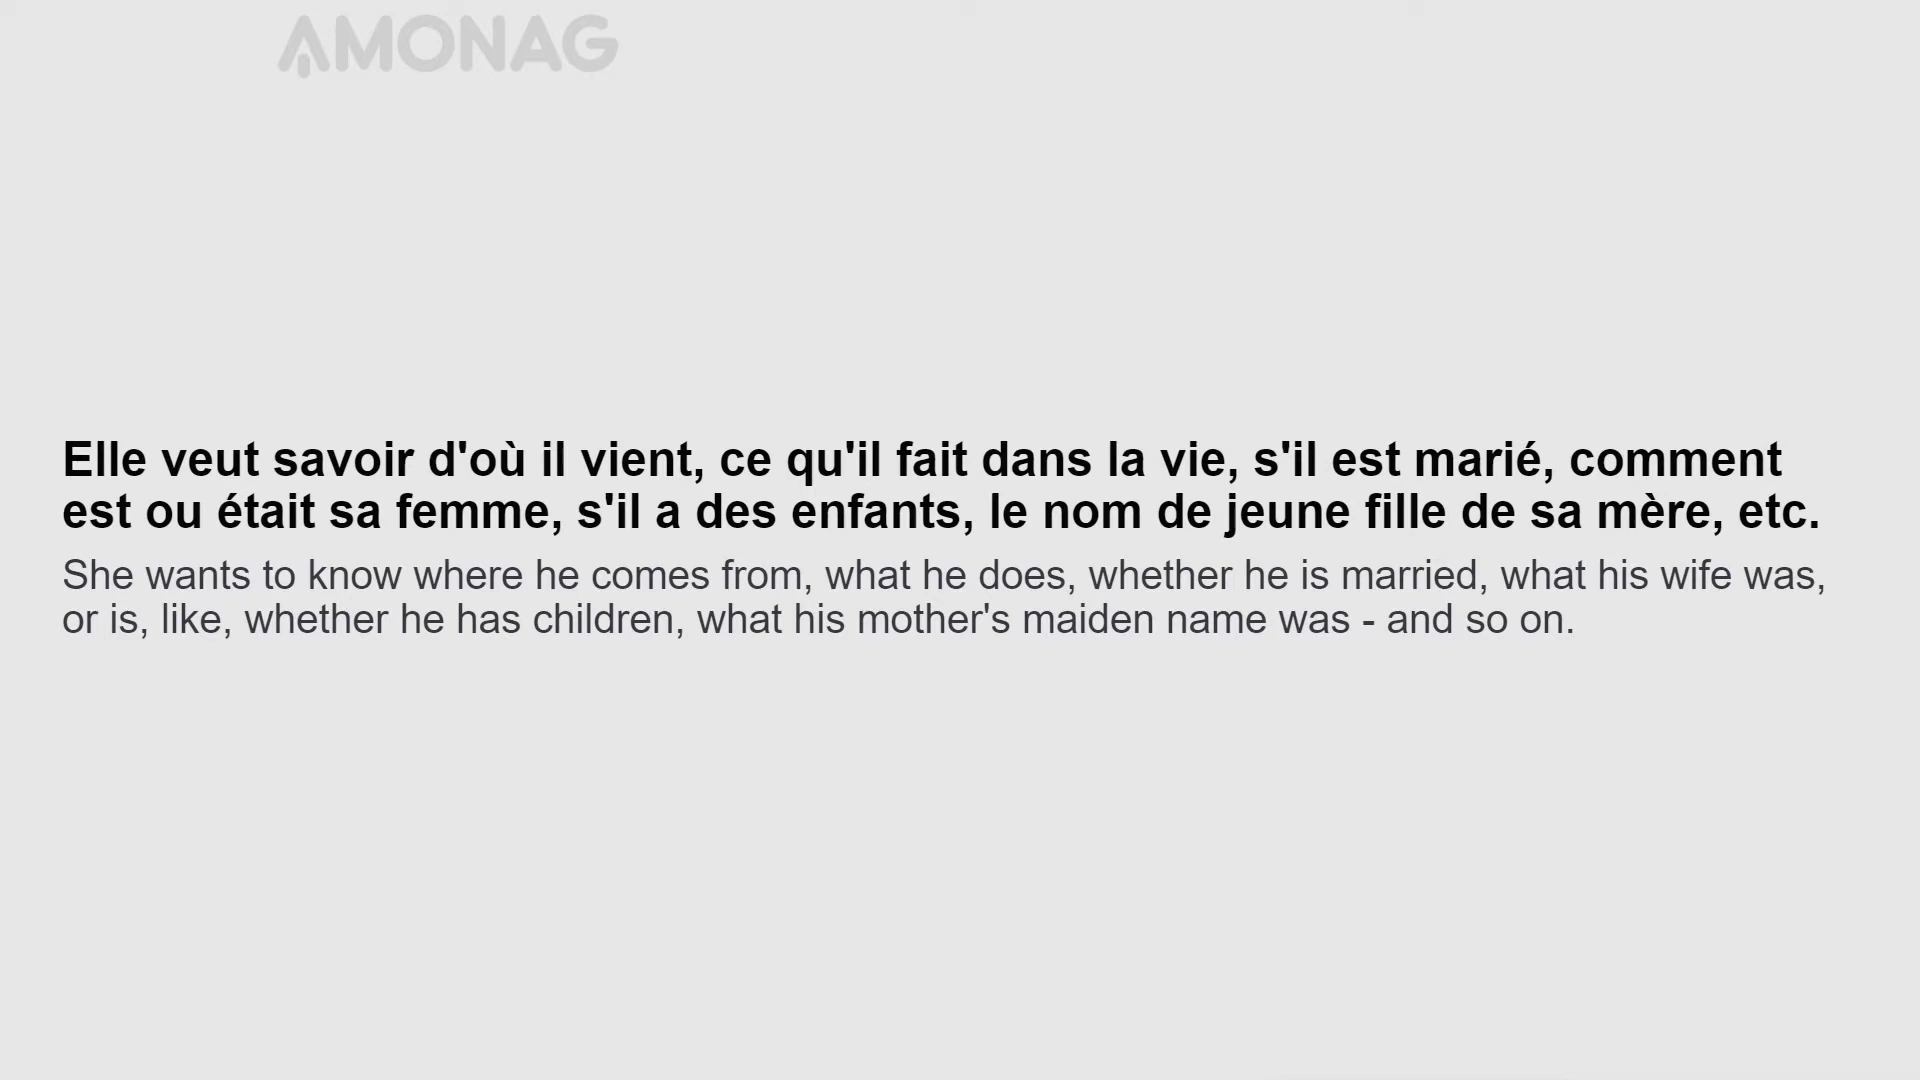 AMONAG
Elle veut savoir d'où il vient, ce qu'il fait dans la vie, s'il est marié, comment
est ou était sa femme, s'il a des enfants, le nom de jeune fille de sa mère, etc.
She wants to know where he comes from, what he does, whether he is married, what his wife was,
or is, like, whether he has children, what his mother's maiden name was - and so on.